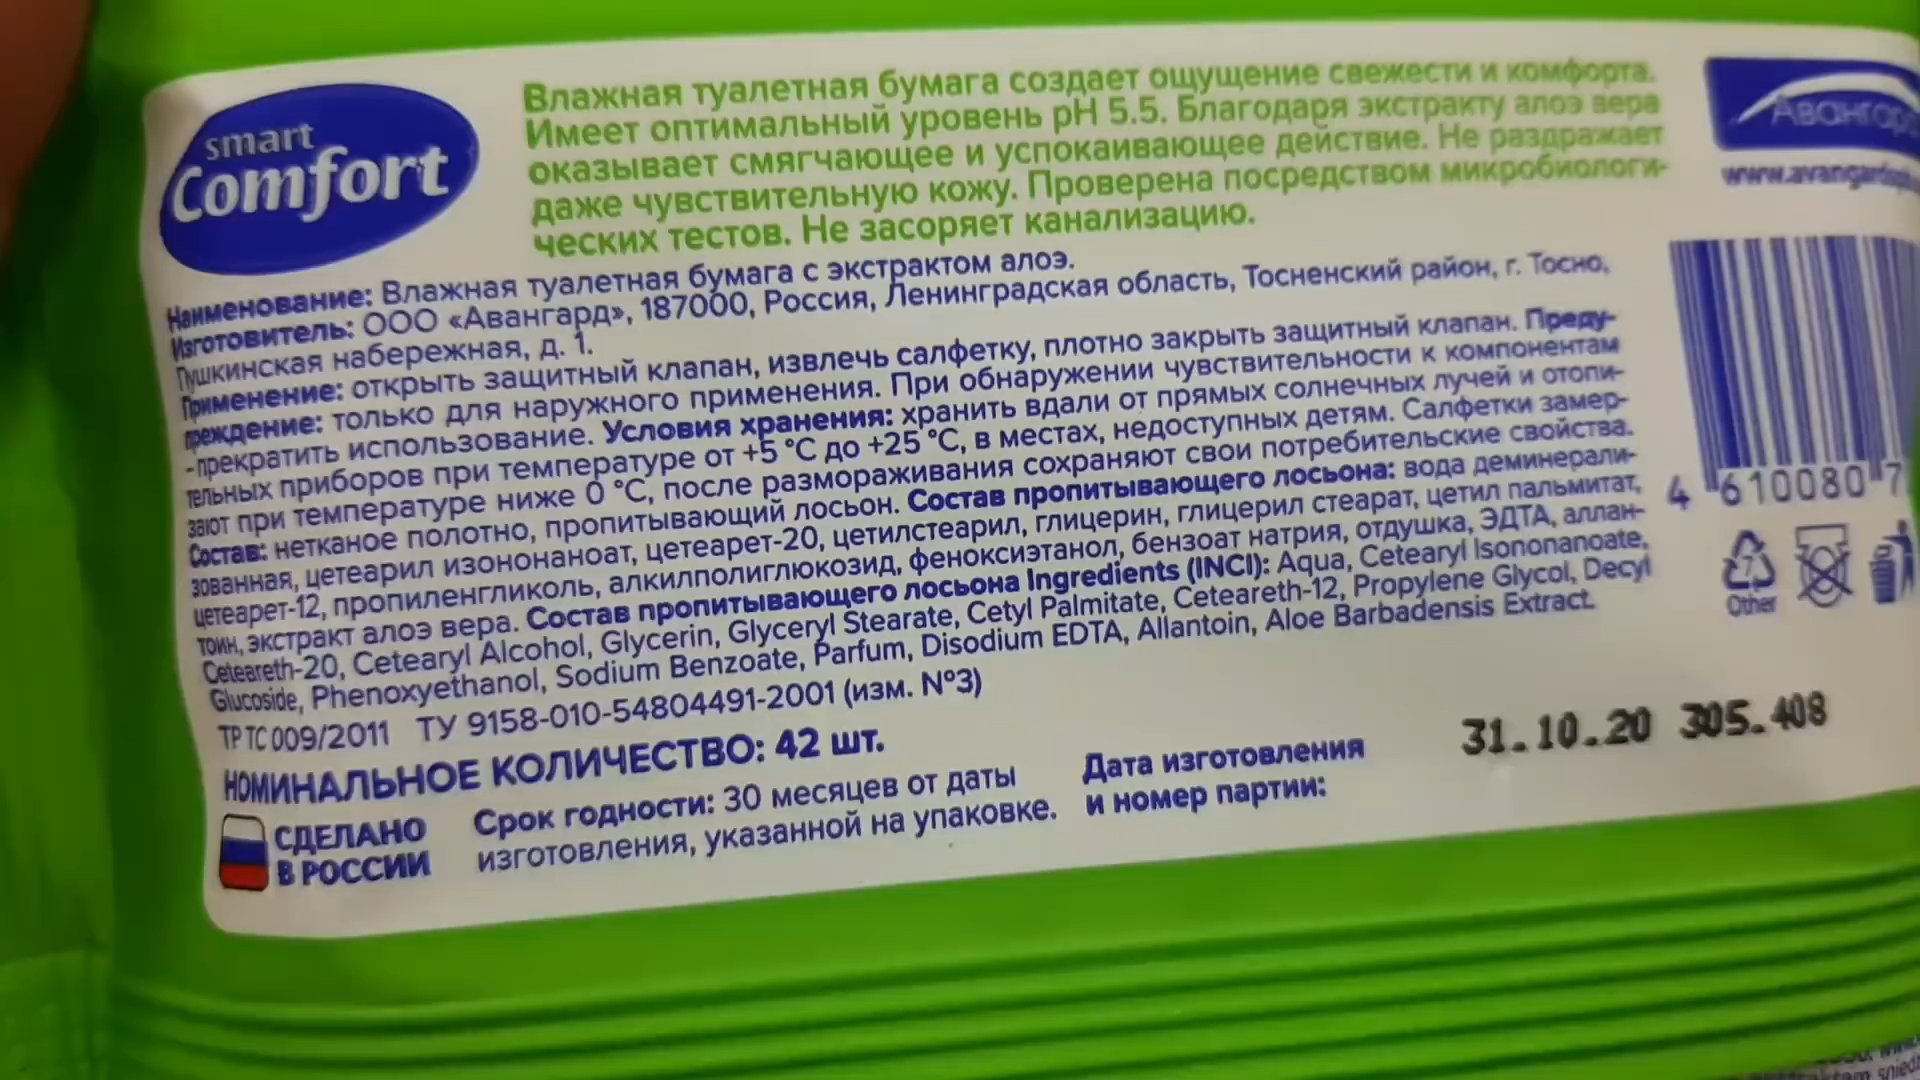 smart
Comfort
Влажная туалетная бумага создает ощущение свежести и комфорта.
Имеет оптимальный уровень pH 5.5. Благодаря экстракту алоэ вера
оказывает смягчающее и успокаивающее действие. Не раздражает
даже чувствительную кожу. Проверена посредством микробиологи-
ческих тестов. Не засоряет канализацию.
Авангард
www.avangard
Наименование: Влажная туалетная бумага с экстрактом алоэ.
Изготовитель: ООО «Авангард», 187000, Россия, Ленинградская область, Тосненский район, г. Тосно,
Пушкинская набережная, д. 1.
Применение: открыть защитный клапан, извлечь салфетку, плотно закрыть защитный клапан. Преду-
преждение: только для наружного применения. При обнаружении чувствительности к компонентам
- прекратить использование. Условия хранения: хранить вдали от прямых солнечных лучей и отопи-
тельных приборов при температуре от +5 °С до +25 °С, в местах, недоступных детям. Салфетки замер-
зают при температуре ниже 0 °С, после размораживания сохраняют свои потребительские свойства.
Состав: нетканое полотно, пропитывающий лосьон. Состав пропитывающего лосьона: вода деминерали-
зованная, цетеарил изононаноат, цетеарет-20, цетилстеарил, глицерин, глицерил стеарат, цетил пальмитат,
цетеарет-12, пропиленгликоль, алкилполиглюкозид, феноксиэтанол, бензоат натрия, отдушка, ЭДТА, аллан-
тоин, экстракт алоэ вера. Состав пропитывающего лосьона Ingredients (INCI): Aqua, Cetearyl Isononanoate,
Ceteareth-20, Cetearyl Alcohol, Glycerin, Glyceryl Stearate, Cetyl Palmitate, Ceteareth-12, Propylene Glycol, Decyl
Glucoside, Phenoxyethanol, Sodium Benzoate, Parfum, Disodium EDTA, Allantoin, Aloe Barbadensis Extract.
ТР ТС 009/2011 ТУ 9158-010-54804491-2001 (изм. №3)
НОМИНАЛЬНОЕ КОЛИЧЕСТВО: 42 шт.
4 610080 7
7
Other
СДЕЛАНО
В РОССИИ
Срок годности: 30 месяцев от даты
изготовления, указанной на упаковке.
Дата изготовления
и номер партии:
31.10.20 305.408